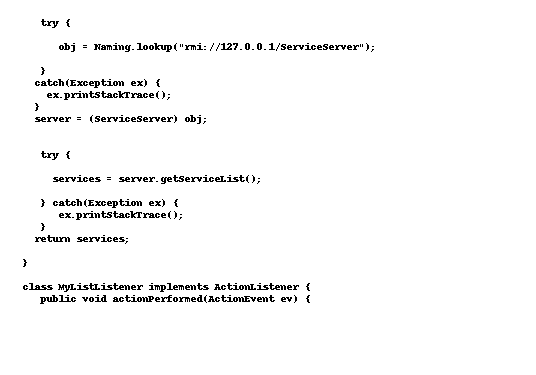 try {
obj = Naming.lookup("rmi://127.0.0.1/ServiceServer");
}
catch(Exception ex) {
ex.printStackTrace();
}
server = (ServiceServer) obj;
try {
services = server.getServiceList();
} catch(Exception ex) {
ex.printStackTrace();
}
return services;
}
class MyListListener implements ActionListener {
public void actionPerformed(ActionEvent ev) {